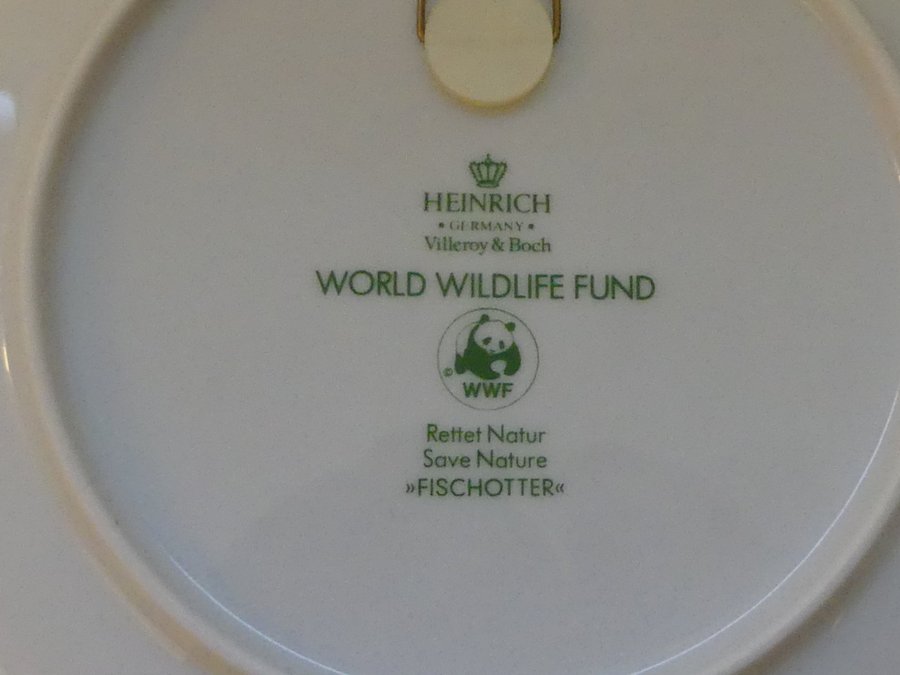 HEINRICH
• GERMANY •
Villeroy & Boch
WORLD WILDLIFE FUND
©
WWF
Rettet Natur
Save Nature
»FISCHOTTER«